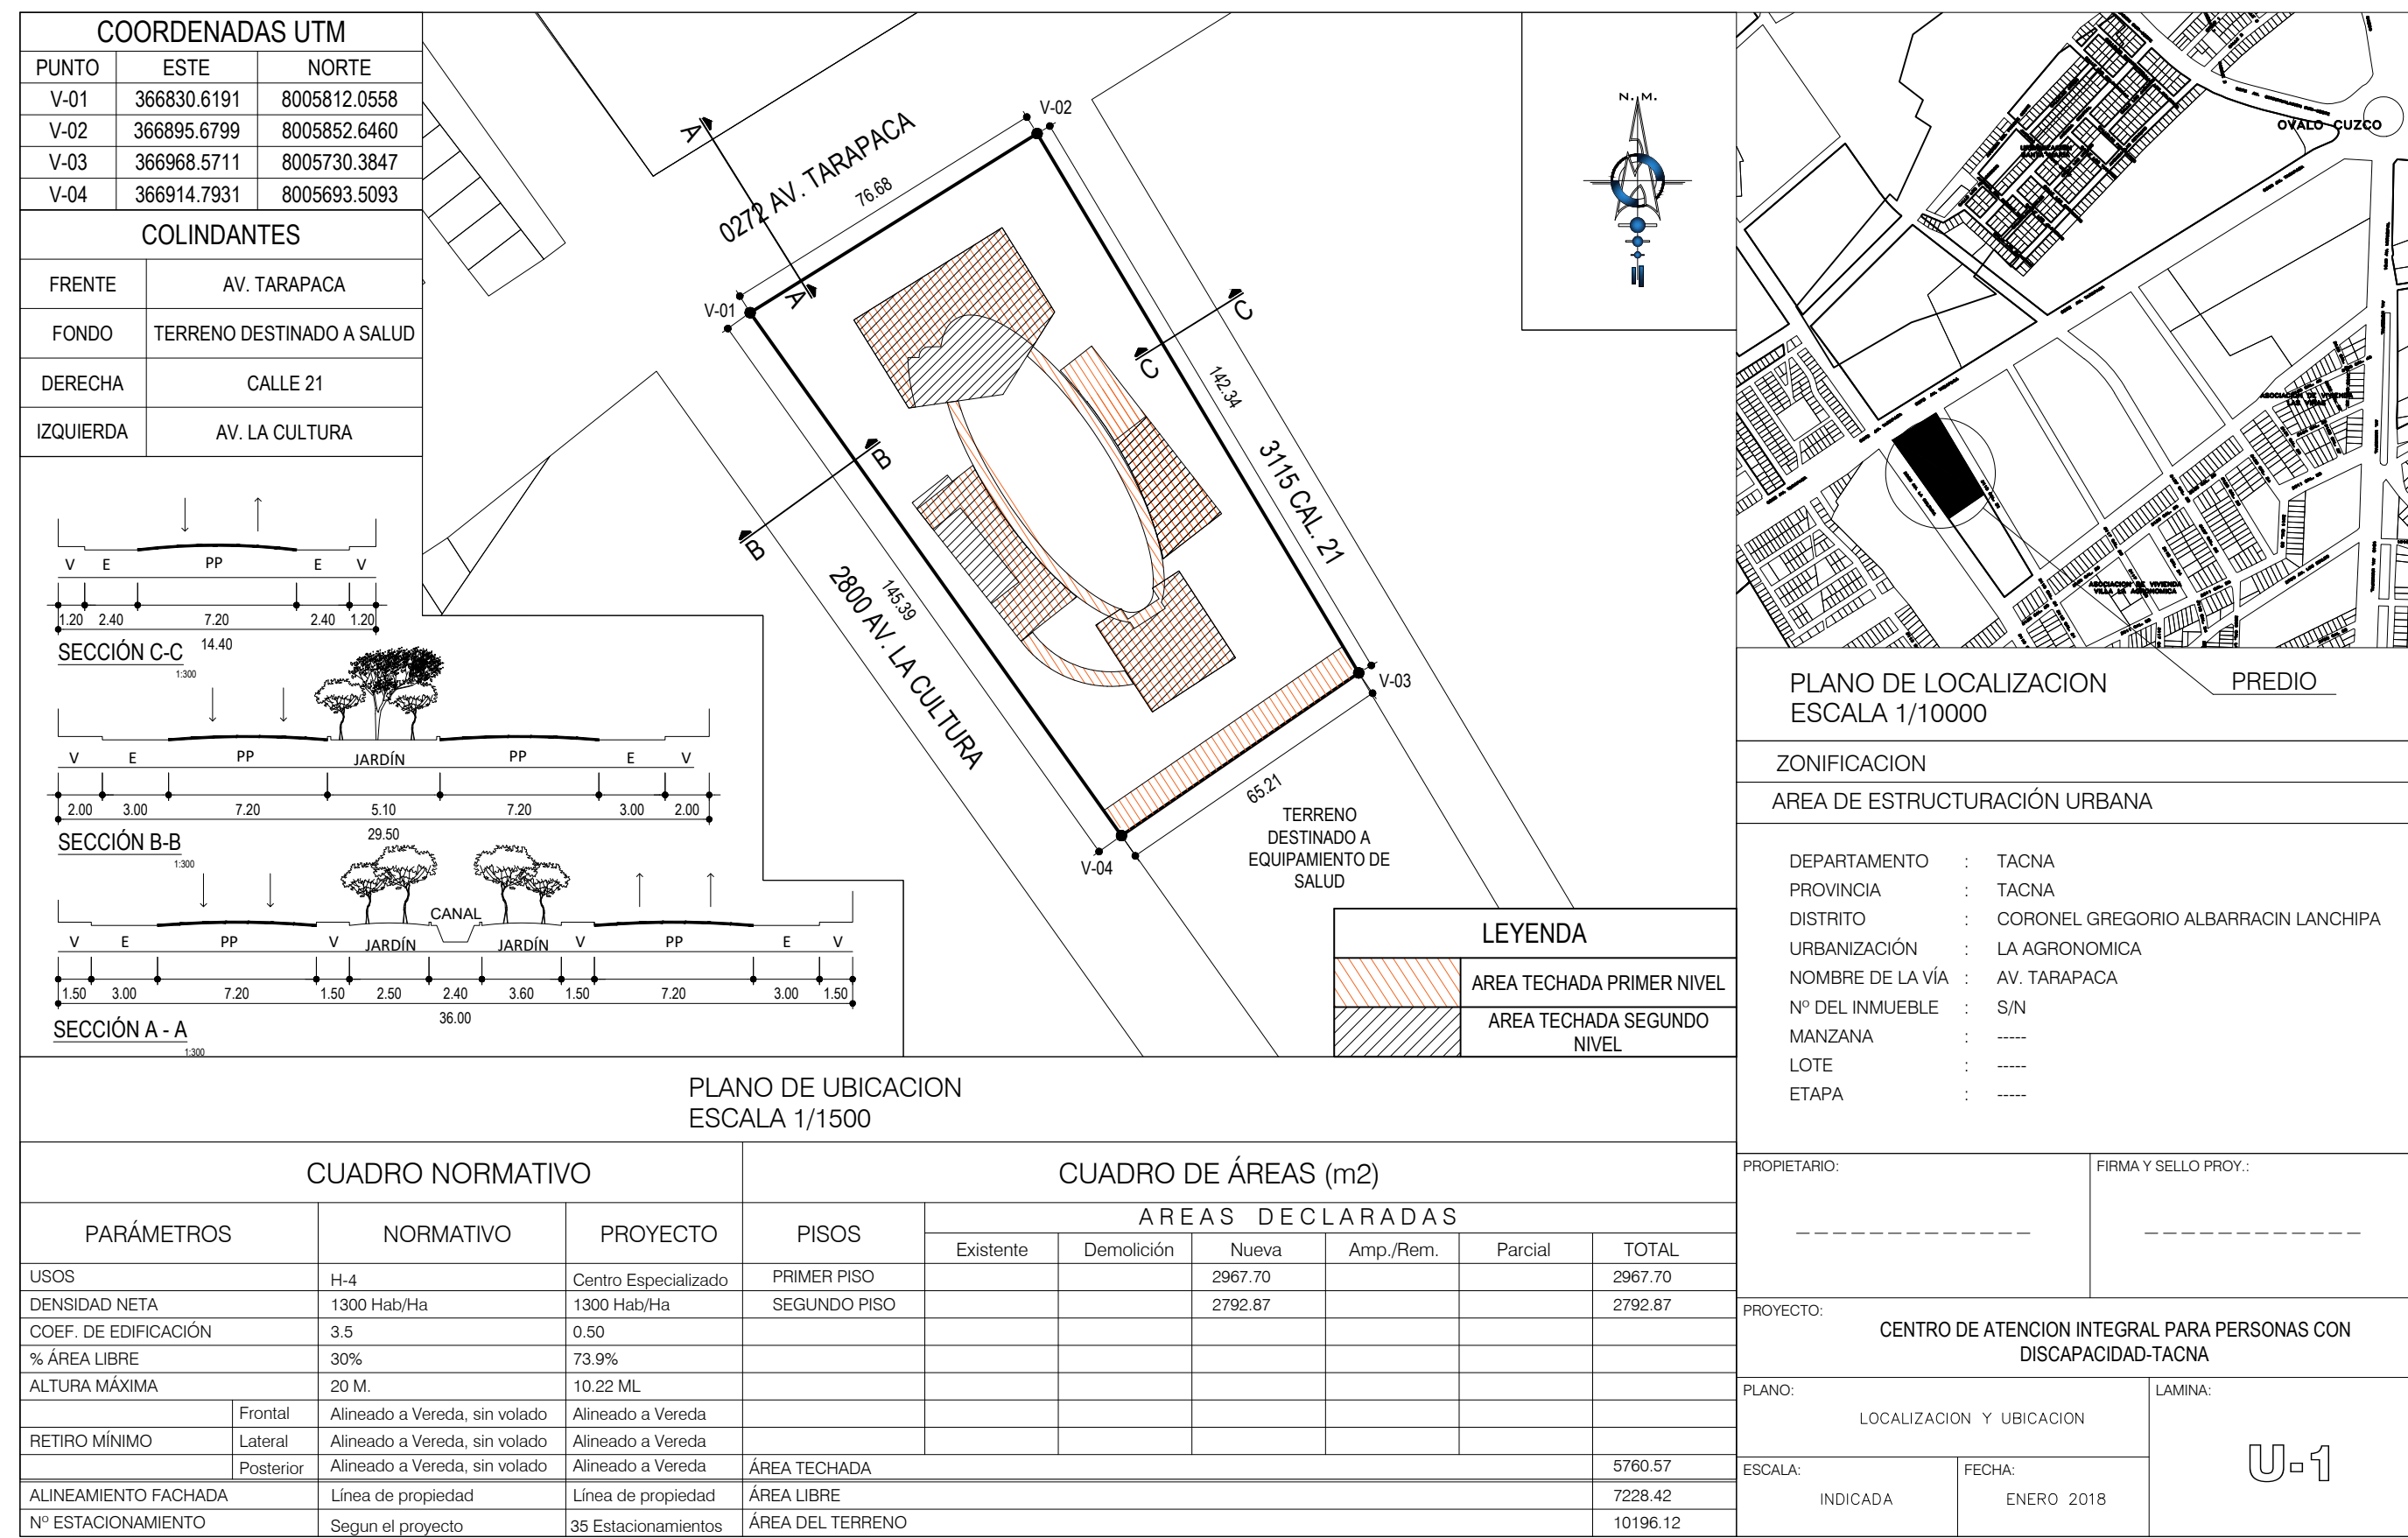 COORDENADAS UTM
PUNTO ESTE NORTE
V-01 366830.6191 8005812.0558
V-02 366895.6799 8005852.6460
V-03 366968.5711 8005730.3847
V-04 366914.7931 8005693.5093
COLINDANTES
FRENTE AV. TARAPACA
FONDO TERRENO DESTINADO A SALUD
DERECHA CALLE 21
IZQUIERDA AV. LA CULTURA
V E PP E V
1.20 2.40 7.20 2.40 1.20
14.40
SECCIÓN C-C
1:300
V E PP JARDÍN PP E V
2.00 3.00 7.20 5.10 7.20 3.00 2.00
29.50
SECCIÓN B-B
1:300
CANAL
V E PP V JARDÍN JARDÍN V PP E V
1.50 3.00 7.20 1.50 2.50 2.40 3.60 1.50 7.20 3.00 1.50
36.00
SECCIÓN A - A
1:300
V-02
A
0272 AV. TARAPACA
76.68
A
V-01
C
C
142.34
3115 CAL. 21
B
B
145.39
2800 AV. LA CULTURA
V-03
65.21
V-04
TERRENO
DESTINADO A
EQUIPAMIENTO DE
SALUD
N. M.
LEYENDA
AREA TECHADA PRIMER NIVEL
AREA TECHADA SEGUNDO
NIVEL
PLANO DE UBICACION
ESCALA 1/1500
OVALO CUZCO
ASOCIACION DE VIVIENDA
LAS VIÑAS
ASOCIACION DE VIVIENDA
VILLA LA AGRONOMICA
PLANO DE LOCALIZACION
ESCALA 1/10000
PREDIO
ZONIFICACION
AREA DE ESTRUCTURACIÓN URBANA
DEPARTAMENTO : TACNA
PROVINCIA : TACNA
DISTRITO : CORONEL GREGORIO ALBARRACIN LANCHIPA
URBANIZACIÓN : LA AGRONOMICA
NOMBRE DE LA VÍA : AV. TARAPACA
Nº DEL INMUEBLE : S/N
MANZANA : -----
LOTE : -----
ETAPA : -----
CUADRO NORMATIVO
PARÁMETROS NORMATIVO PROYECTO
USOS H-4 Centro Especializado
DENSIDAD NETA 1300 Hab/Ha 1300 Hab/Ha
COEF. DE EDIFICACIÓN 3.5 0.50
% ÁREA LIBRE 30% 73.9%
ALTURA MÁXIMA 20 M. 10.22 ML
Frontal Alineado a Vereda, sin volado Alineado a Vereda
RETIRO MÍNIMO Lateral Alineado a Vereda, sin volado Alineado a Vereda
Posterior Alineado a Vereda, sin volado Alineado a Vereda
ALINEAMIENTO FACHADA Línea de propiedad Línea de propiedad
Nº ESTACIONAMIENTO Segun el proyecto 35 Estacionamientos
CUADRO DE ÁREAS (m2)
PISOS AREAS DECLARADAS
Existente Demolición Nueva Amp./Rem. Parcial TOTAL
PRIMER PISO 2967.70 2967.70
SEGUNDO PISO 2792.87 2792.87
ÁREA TECHADA 5760.57
ÁREA LIBRE 7228.42
ÁREA DEL TERRENO 10196.12
PROPIETARIO:
FIRMA Y SELLO PROY.:
PROYECTO:
CENTRO DE ATENCION INTEGRAL PARA PERSONAS CON
DISCAPACIDAD-TACNA
PLANO:
LOCALIZACION Y UBICACION
LAMINA:
U-1
ESCALA:
INDICADA
FECHA:
ENERO 2018